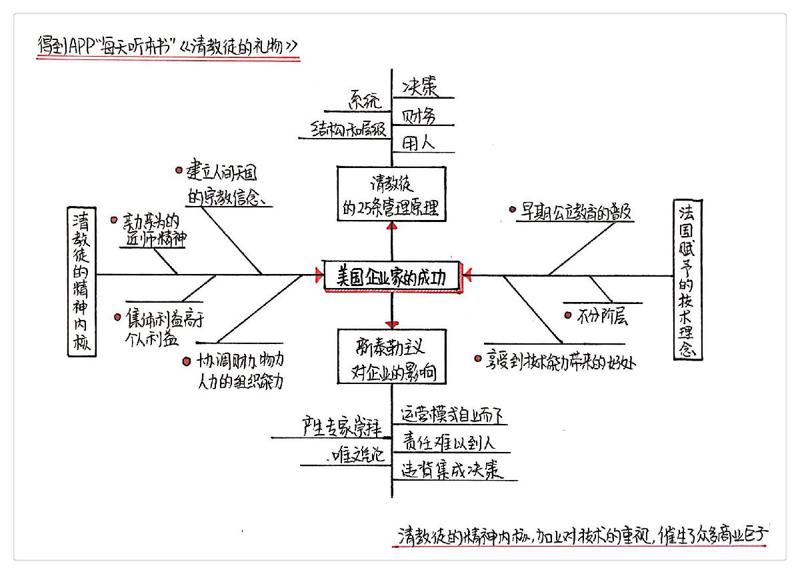 得到APP“每天听本书”《清教徒的礼物》
决策
系统
财务
结构和层级
用人
清教徒
的25条管理原理
建立人间天国
的宗教信念、
亲力亲为的
匠师精神
清教徒的精神内核
集体利益高于
个人利益
协调财力、物力
人力的组织能力
美国企业家的成功
早期公立教育的普及
不分阶层
享受到技术能力带来的好处
法国赋予的技术理念
斯泰勒主义
对企业的影响
产生专家崇拜
运营模式自上而下
责任难以到人
违背集成决策
清教徒的精神内核,加上对技术的重视,催生了众多商业巨子